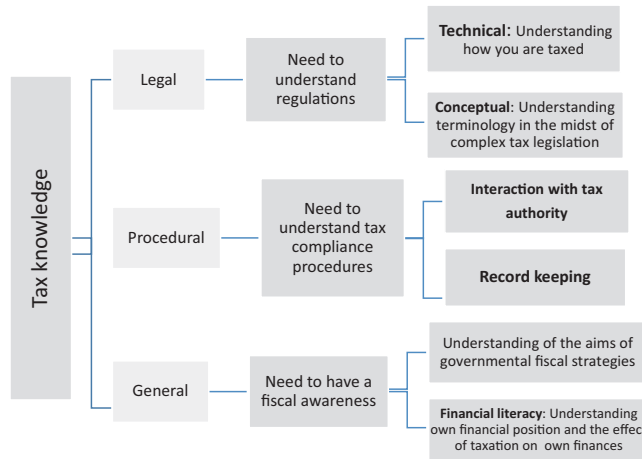 Tax knowledge
Legal
Need to
understand
regulations
Technical: Understanding
how you are taxed
Conceptual: Understanding
terminology in the midst of
complex tax legislation
Procedural
Need to
understand tax
compliance
procedures
Interaction with tax
authority
Record keeping
General
Need to have a
fiscal awareness
Understanding of the aims of
governmental fiscal strategies
Financial literacy: Understanding
own financial position and the effec
of taxation on own finances